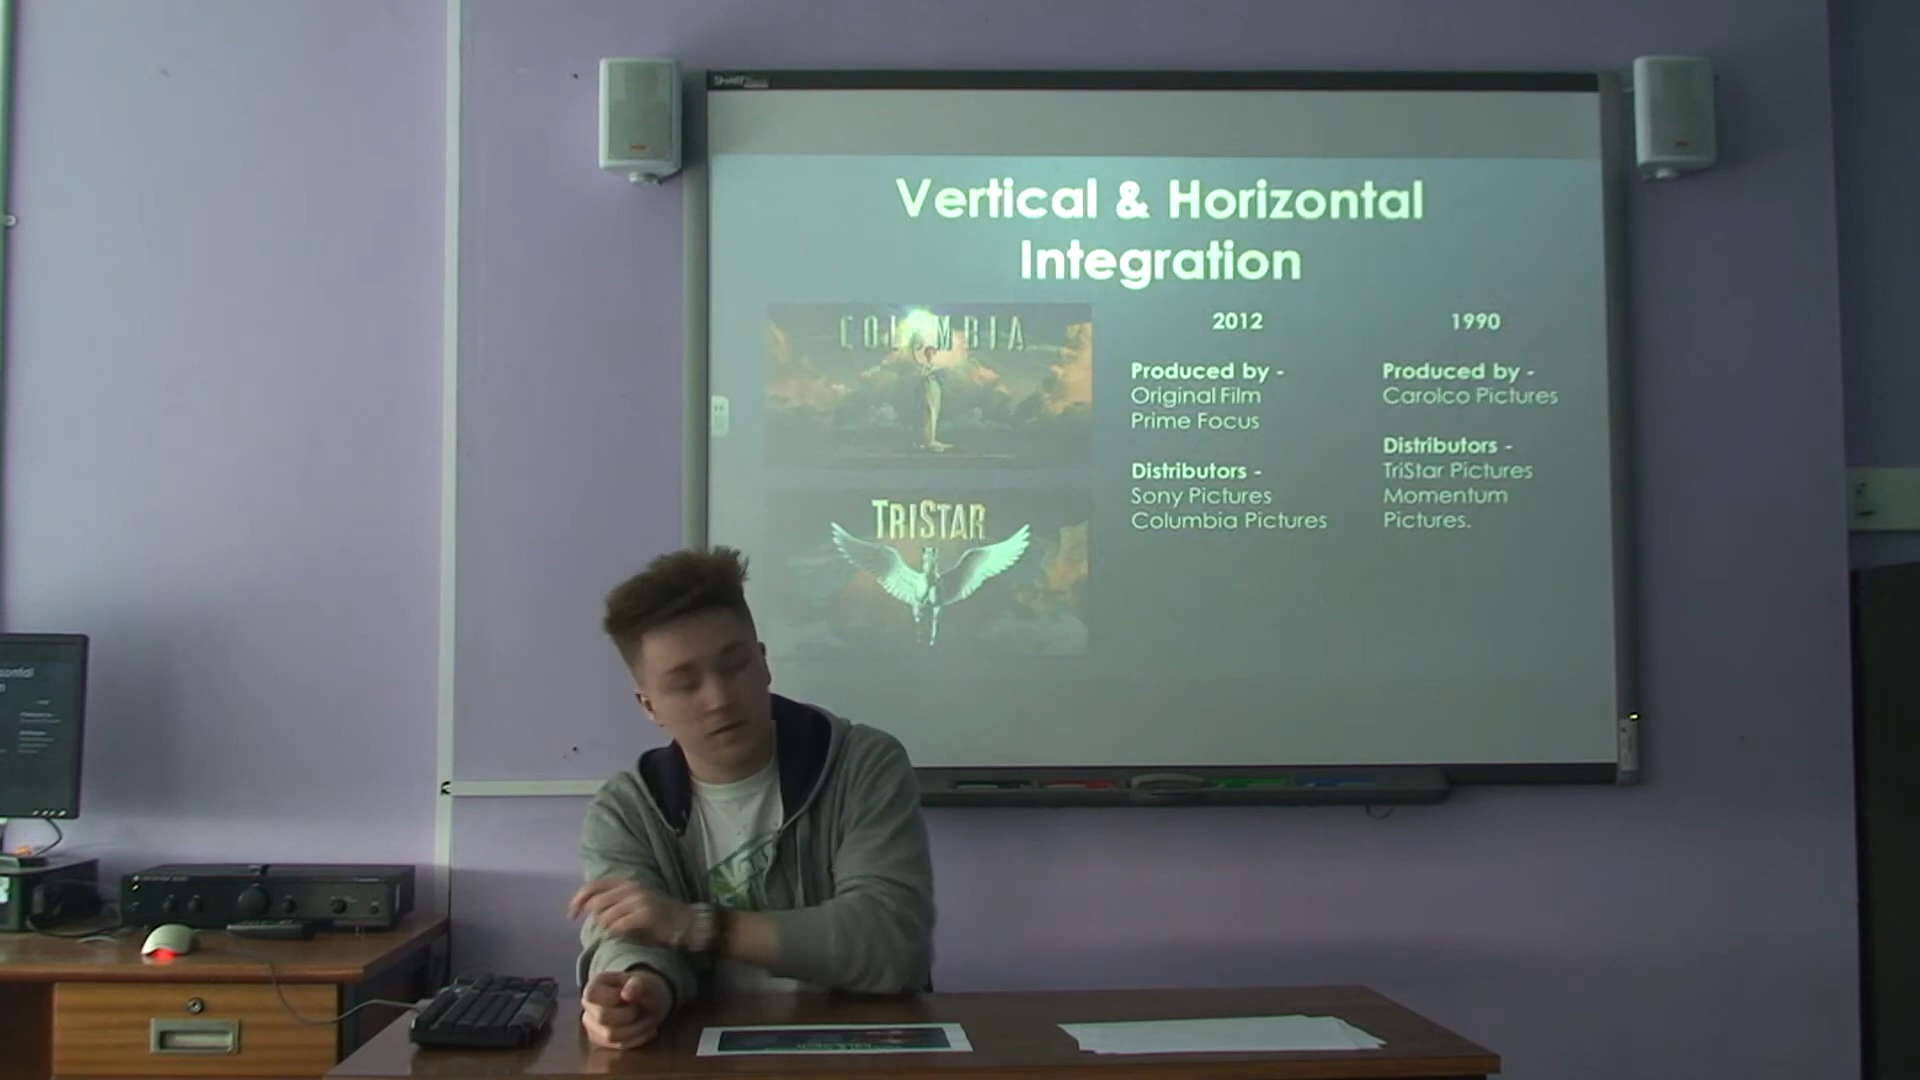 SMART
Vertical & Horizontal
Integration
COLUMBIA
TRISTAR
2012
Produced by -
Original Film
Prime Focus
Distributors -
Sony Pictures
Columbia Pictures
1990
Produced by -
Carolco Pictures
Distributors -
TriStar Pictures
Momentum
Pictures.